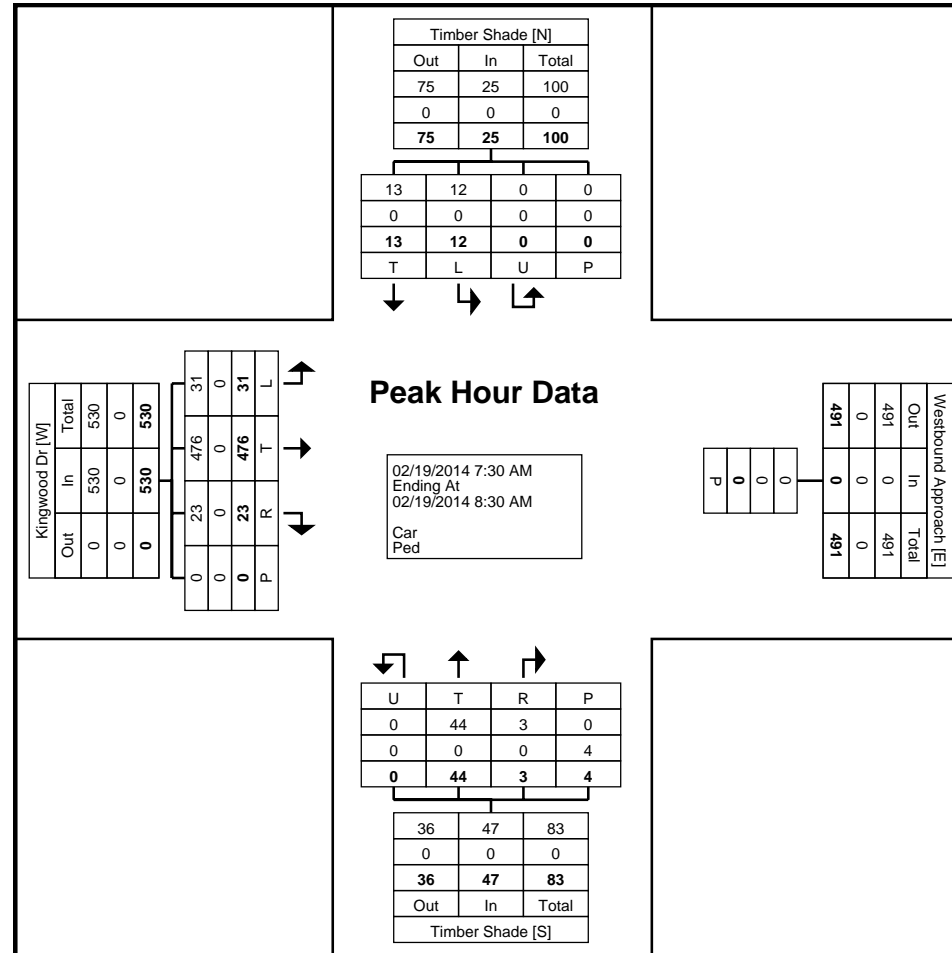 Timber Shade [N]
Out In Total
75 25 100
0 0 0
75 25 100
13 12 0 0
0 0 0 0
13 12 0 0
T L U P
Kingwood Dr [W]
Total In Out
530 530 0
0 0 0
530 530 0
31 476 23 0
0 0 0 0
31 476 23 0
L T R P
Peak Hour Data
02/19/2014 7:30 AM
Ending At
02/19/2014 8:30 AM
Car
Ped
Westbound Approach [E]
Out In Total
491 0 491
0 0 0
491 0 491
0
0
0
P
U T R P
0 44 3 0
0 0 0 4
0 44 3 4
36 47 83
0 0 0
36 47 83
Out In Total
Timber Shade [S]